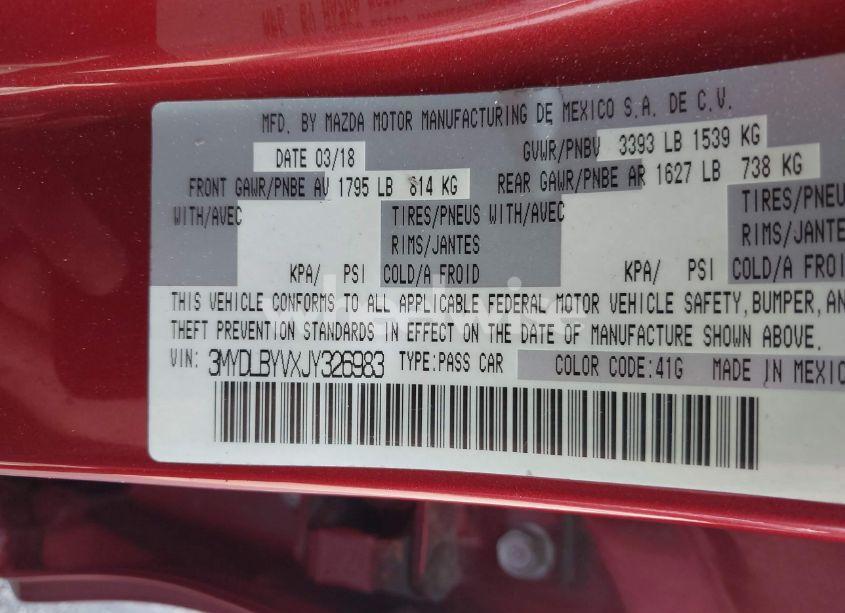 MFD. BY MAZDA MOTOR MANUFACTURING DE MEXICO S.A. DE C.V.
DATE 03/18 GVWR/PNBV 3393 LB 1539 KG
FRONT GAWR/PNBE AV 1795 LB 814 KG REAR GAWR/PNBE AR 1627 LB 738 KG
WITH/AVEC TIRES/PNEUS WITH/AVEC TIRES/PNEU
RIMS/JANTES RIMS/JANTE
KPA/ PSI COLD/A FROID KPA/ PSI COLD/A FROI
THIS VEHICLE CONFORMS TO ALL APPLICABLE FEDERAL MOTOR VEHICLE SAFETY, BUMPER, AN
THEFT PREVENTION STANDARDS IN EFFECT ON THE DATE OF MANUFACTURE SHOWN ABOVE.
VIN: 3MYDLBYVXJY326983 TYPE:PASS CAR COLOR CODE:41G MADE IN MEXIC